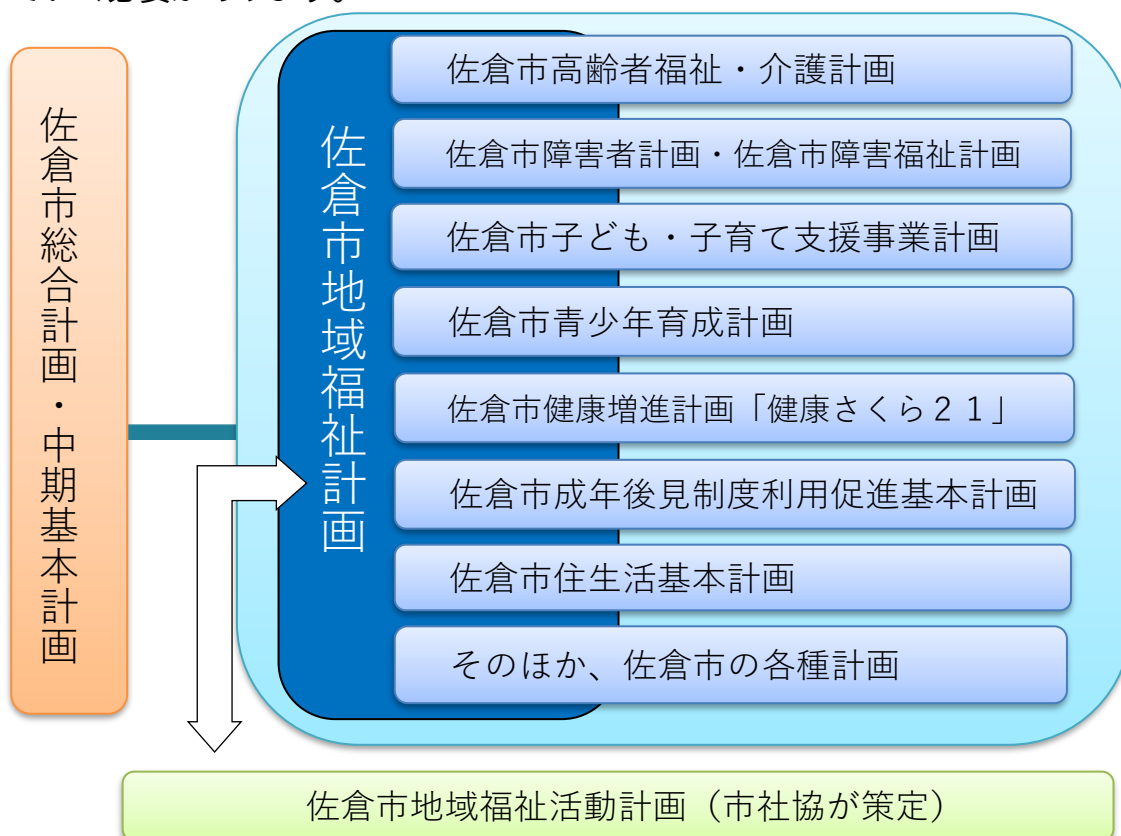 佐倉市総合計画・中期基本計画
佐倉市地域福祉計画
佐倉市高齢者福祉・介護計画
佐倉市障害者計画・佐倉市障害福祉計画
佐倉市子ども・子育て支援事業計画
佐倉市青少年育成計画
佐倉市健康増進計画「健康さくら２１」
佐倉市成年後見制度利用促進基本計画
佐倉市住生活基本計画
そのほか、佐倉市の各種計画
佐倉市地域福祉活動計画（市社協が策定）